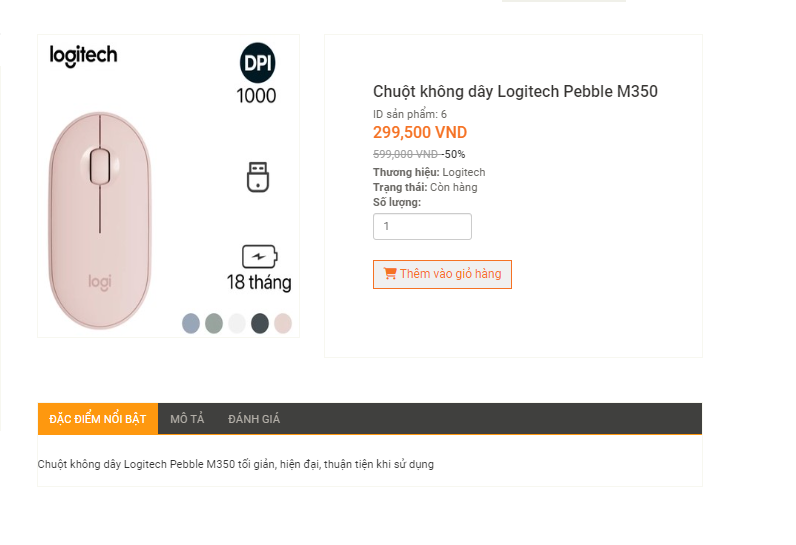 logitech
DPI
1000
logi
18 tháng
Chuột không dây Logitech Pebble M350
ID sản phẩm: 6
299,500 VND
599,000 VND -50%
Thương hiệu: Logitech
Trạng thái: Còn hàng
Số lượng:
1
Thêm vào giỏ hàng
ĐẶC ĐIỂM NỔI BẬT MÔ TẢ ĐÁNH GIÁ
Chuột không dây Logitech Pebble M350 tối giản, hiện đại, thuận tiện khi sử dụng